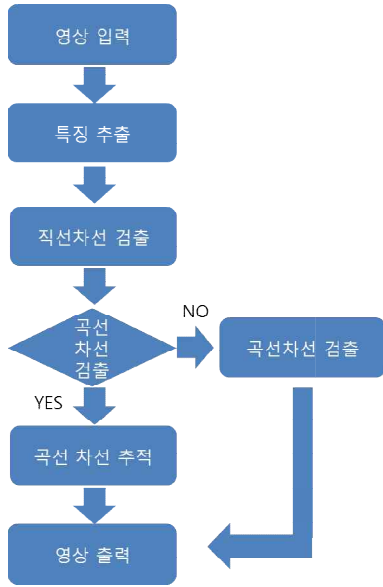 영상 입력
특징 추출
직선차선 검출
곡선
차선
검출
NO
곡선차선 검출
YES
곡선 차선 추적
영상 출력